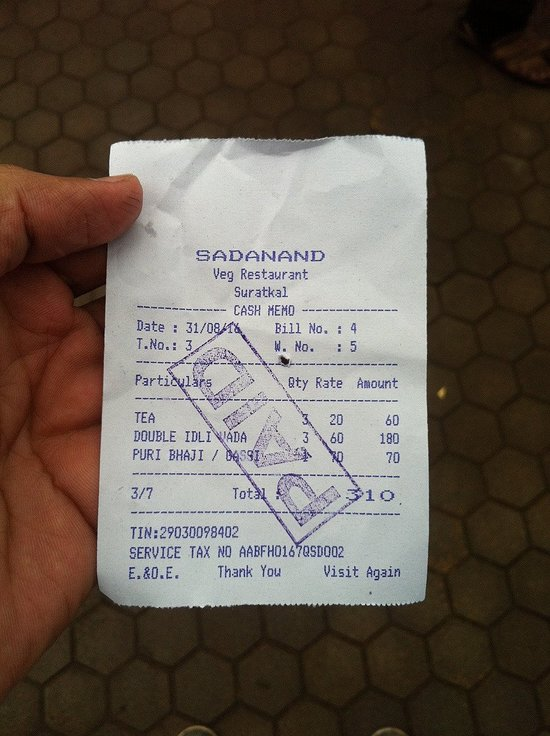 SADANAND
Veg Restaurant
Suratkal
CASH MEMO
Date : 31/08/16 Bill No. : 4
T.No.: 3 W. No. : 5
Particulars Qty Rate Amount
TEA 3 20 60
DOUBLE IDLI VADA 3 60 180
PURI BHAJI / BASSI 1 70 70
3/7 Total : 310
PAID
TIN:29030098402
SERVICE TAX NO AABFH0167QSD002
E.&O.E. Thank You Visit Again